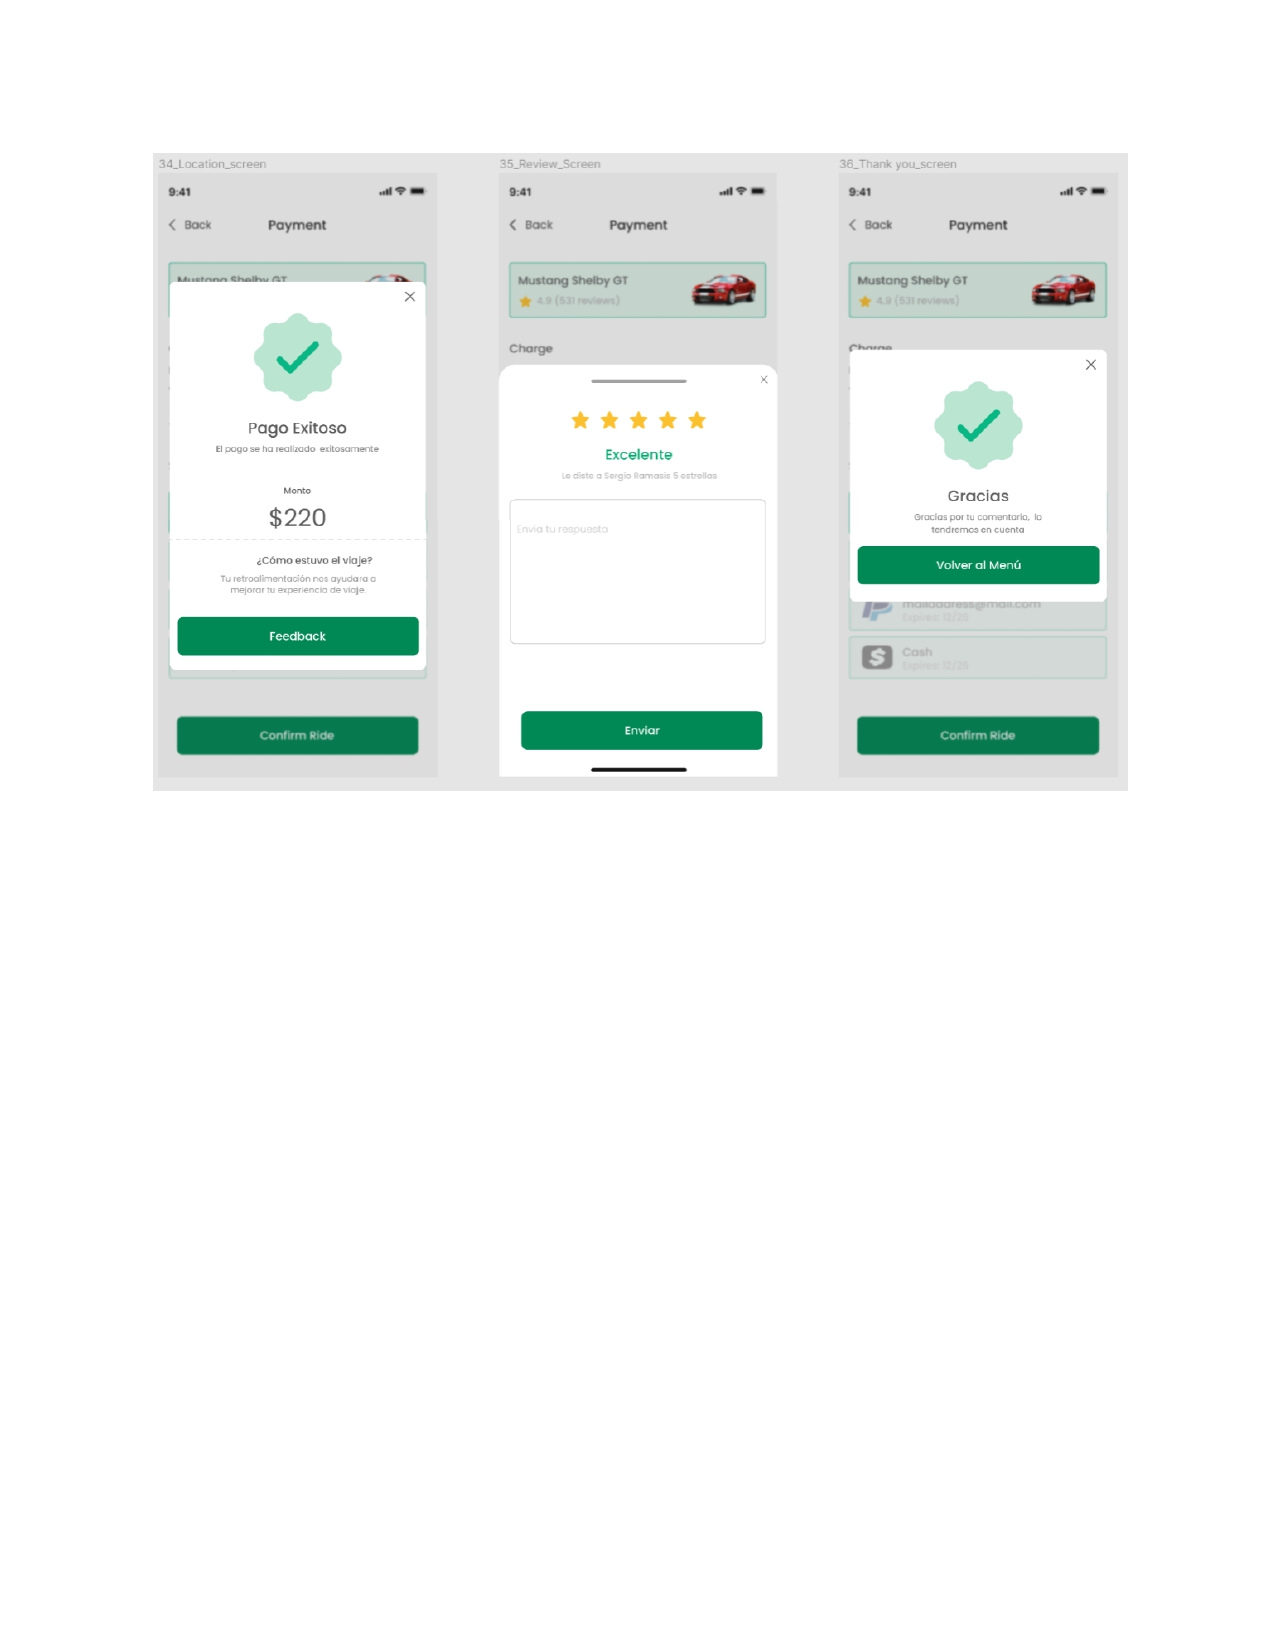 34_Location_screen
9:41
Back
Payment
Mustang Shelby GT
Pago Exitoso
El pago se ha realizado exitosamente
Monto
$220
¿Cómo estuvo el viaje?
Tu retroalimentación nos ayudara a
mejorar tu experiencia de viaje.
Feedback
Confirm Ride
35_Review_Screen
9:41
Back
Payment
Mustang Shelby GT
4.9 (531 reviews)
Charge
Excelente
Le diste a Sergio Ramasis 5 estrellas
Envia tu respuesta
Enviar
36_Thank you_screen
9:41
Back
Payment
Mustang Shelby GT
4.9 (531 reviews)
Charge
Gracias
Gracias por tu comentario, lo
tendremos en cuenta
Volver al Menú
mailaddress@mail.com
Expires: 12/26
Cash
Expires: 12/26
Confirm Ride